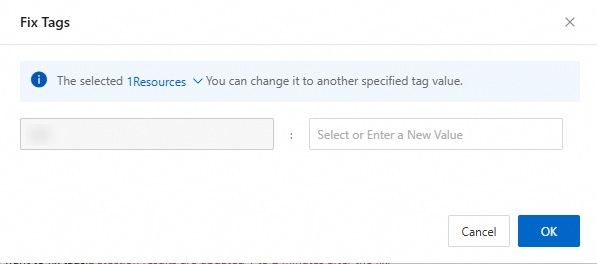 Fix Tags
The selected 1Resources You can change it to another specified tag value.
: Select or Enter a New Value
Cancel OK